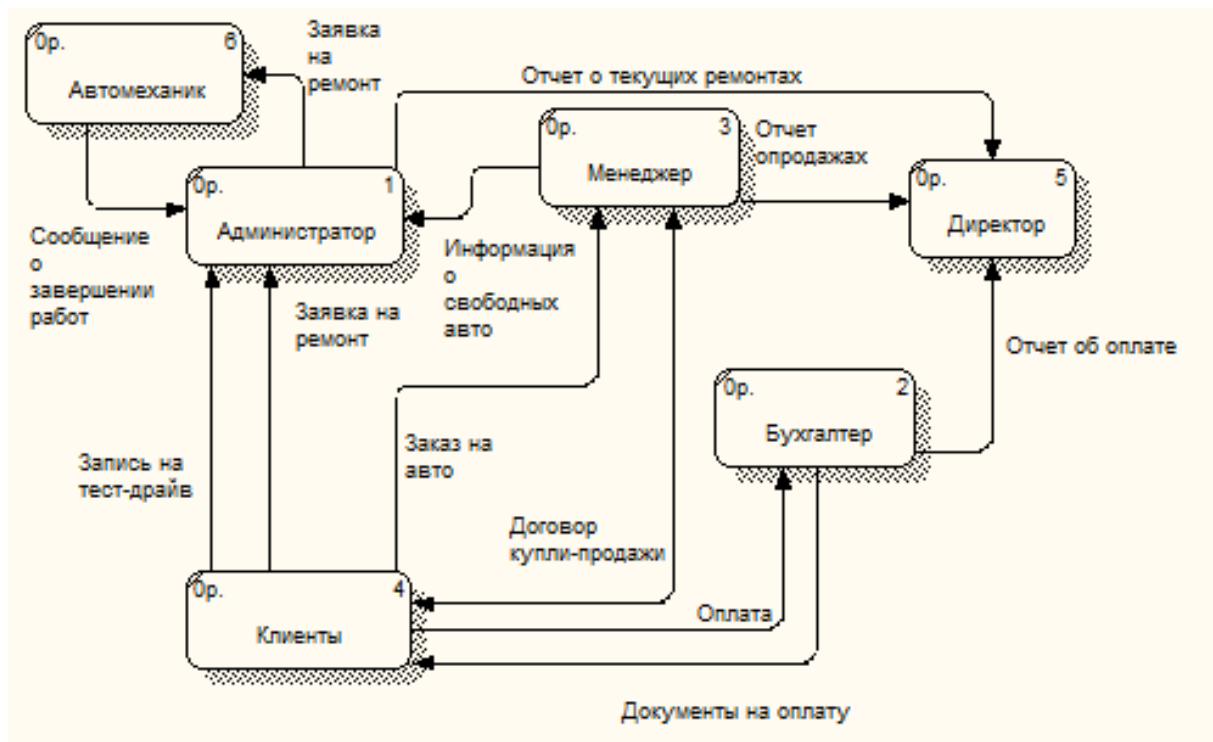 0р. 6
Автомеханик
Заявка
на
ремонт
Отчет о текущих ремонтах
0р. 3
Менеджер
Отчет
опродажах
0р. 5
Директор
0р. 1
Администратор
Сообщение
о
завершении
работ
Заявка на
ремонт
Информация
о
свободных
авто
Отчет об оплате
0р. 2
Бухгалтер
Запись на
тест-драйв
Заказ на
авто
Договор
купли-продажи
0р. 4
Клиенты
Оплата
Документы на оплату